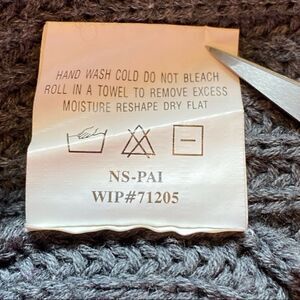 HAND WASH COLD DO NOT BLEACH
ROLL IN A TOWEL TO REMOVE EXCESS
MOISTURE RESHAPE DRY FLAT
NS-PAI
WIP#71205